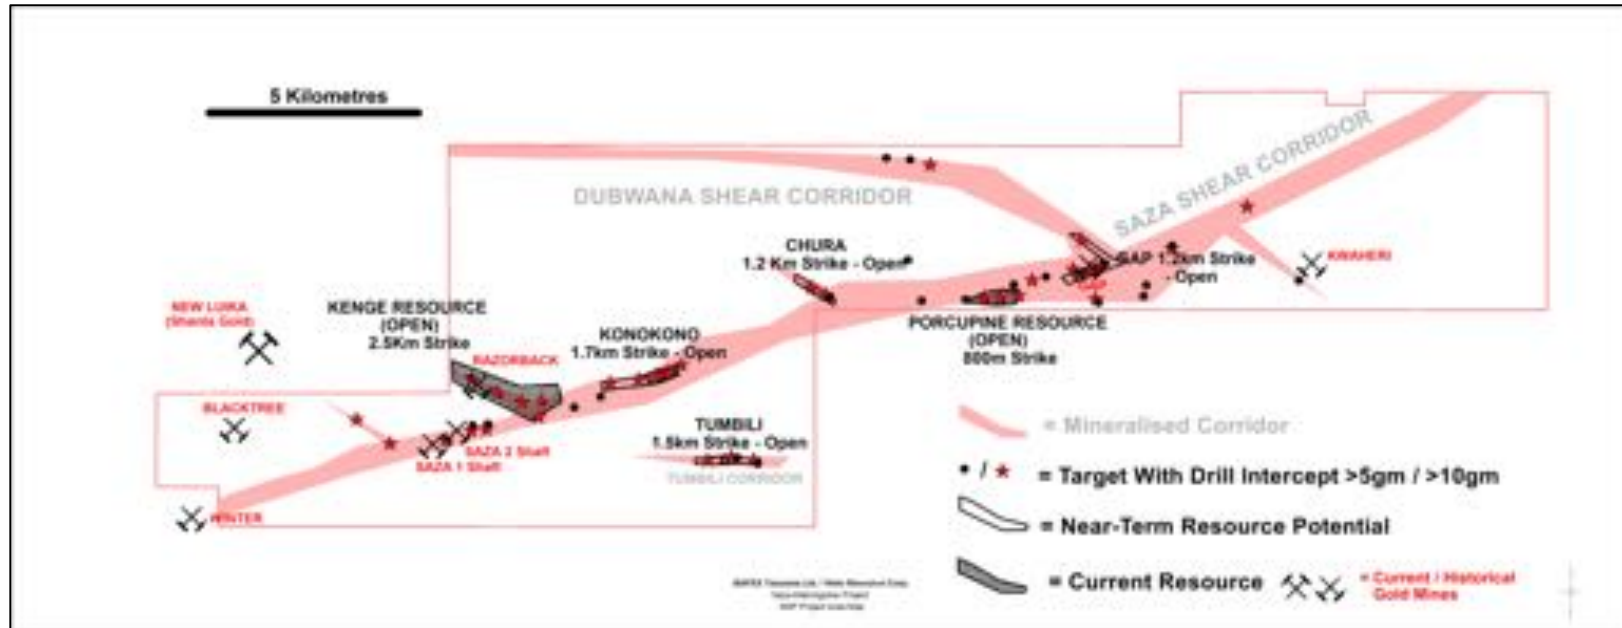 5 Kilometres
SAZA SHEAR CORRIDOR
DUBWANA SHEAR CORRIDOR
CHURA
1.2 Km Strike - Open
GAP 1.2km Strike
- Open
KWAHERI
NEW LUIKA
(Shanta Gold)
KENGE RESOURCE
(OPEN)
2.5Km Strike
RAZORBACK
KONOKONO
1.7km Strike - Open
PORCUPINE RESOURCE
(OPEN)
800m Strike
BLACKTREE
SAZA 2 Shaft
SAZA 1 Shaft
TUMBILI
1.5km Strike - Open
TUMBILI CORRIDOR
WINTER
= Mineralised Corridor
/ = Target With Drill Intercept >5gm / >10gm
= Near-Term Resource Potential
= Current Resource
= Current / Historical
Gold Mines